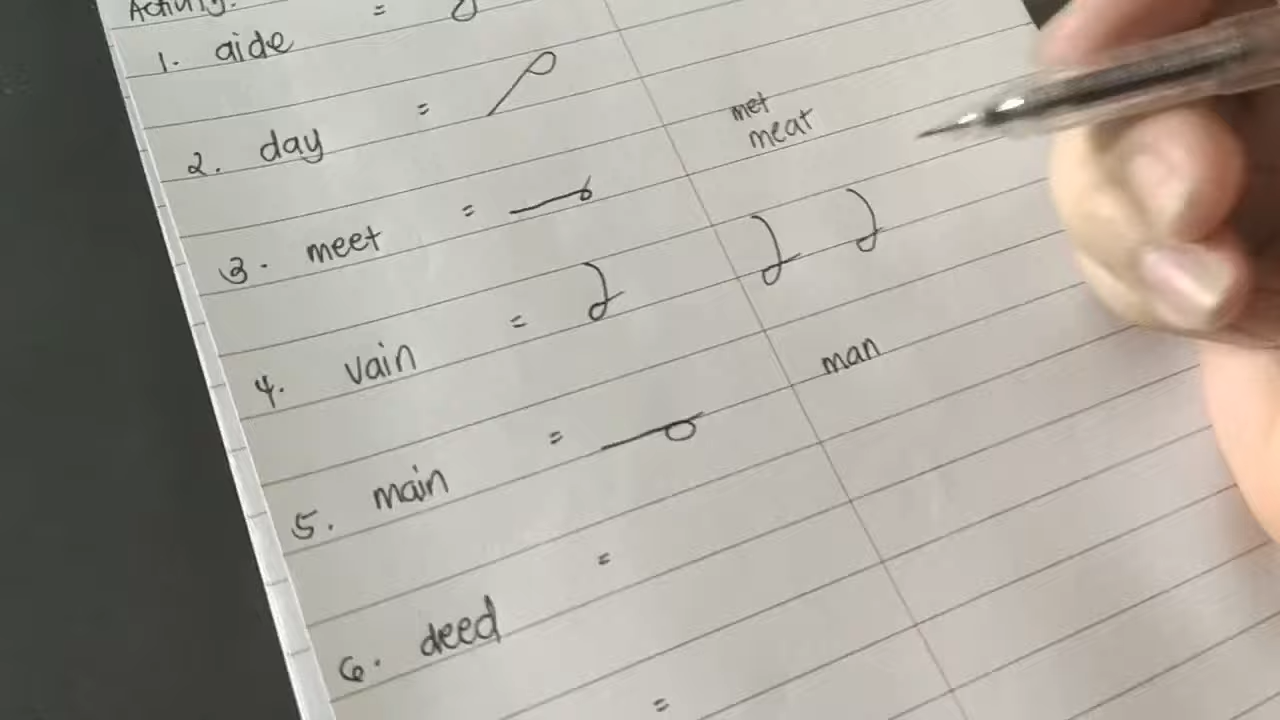 Activity:
1. aide =
2. day =
met
meat
3. meet =
4. vain =
man
5. main =
6. deed =
=